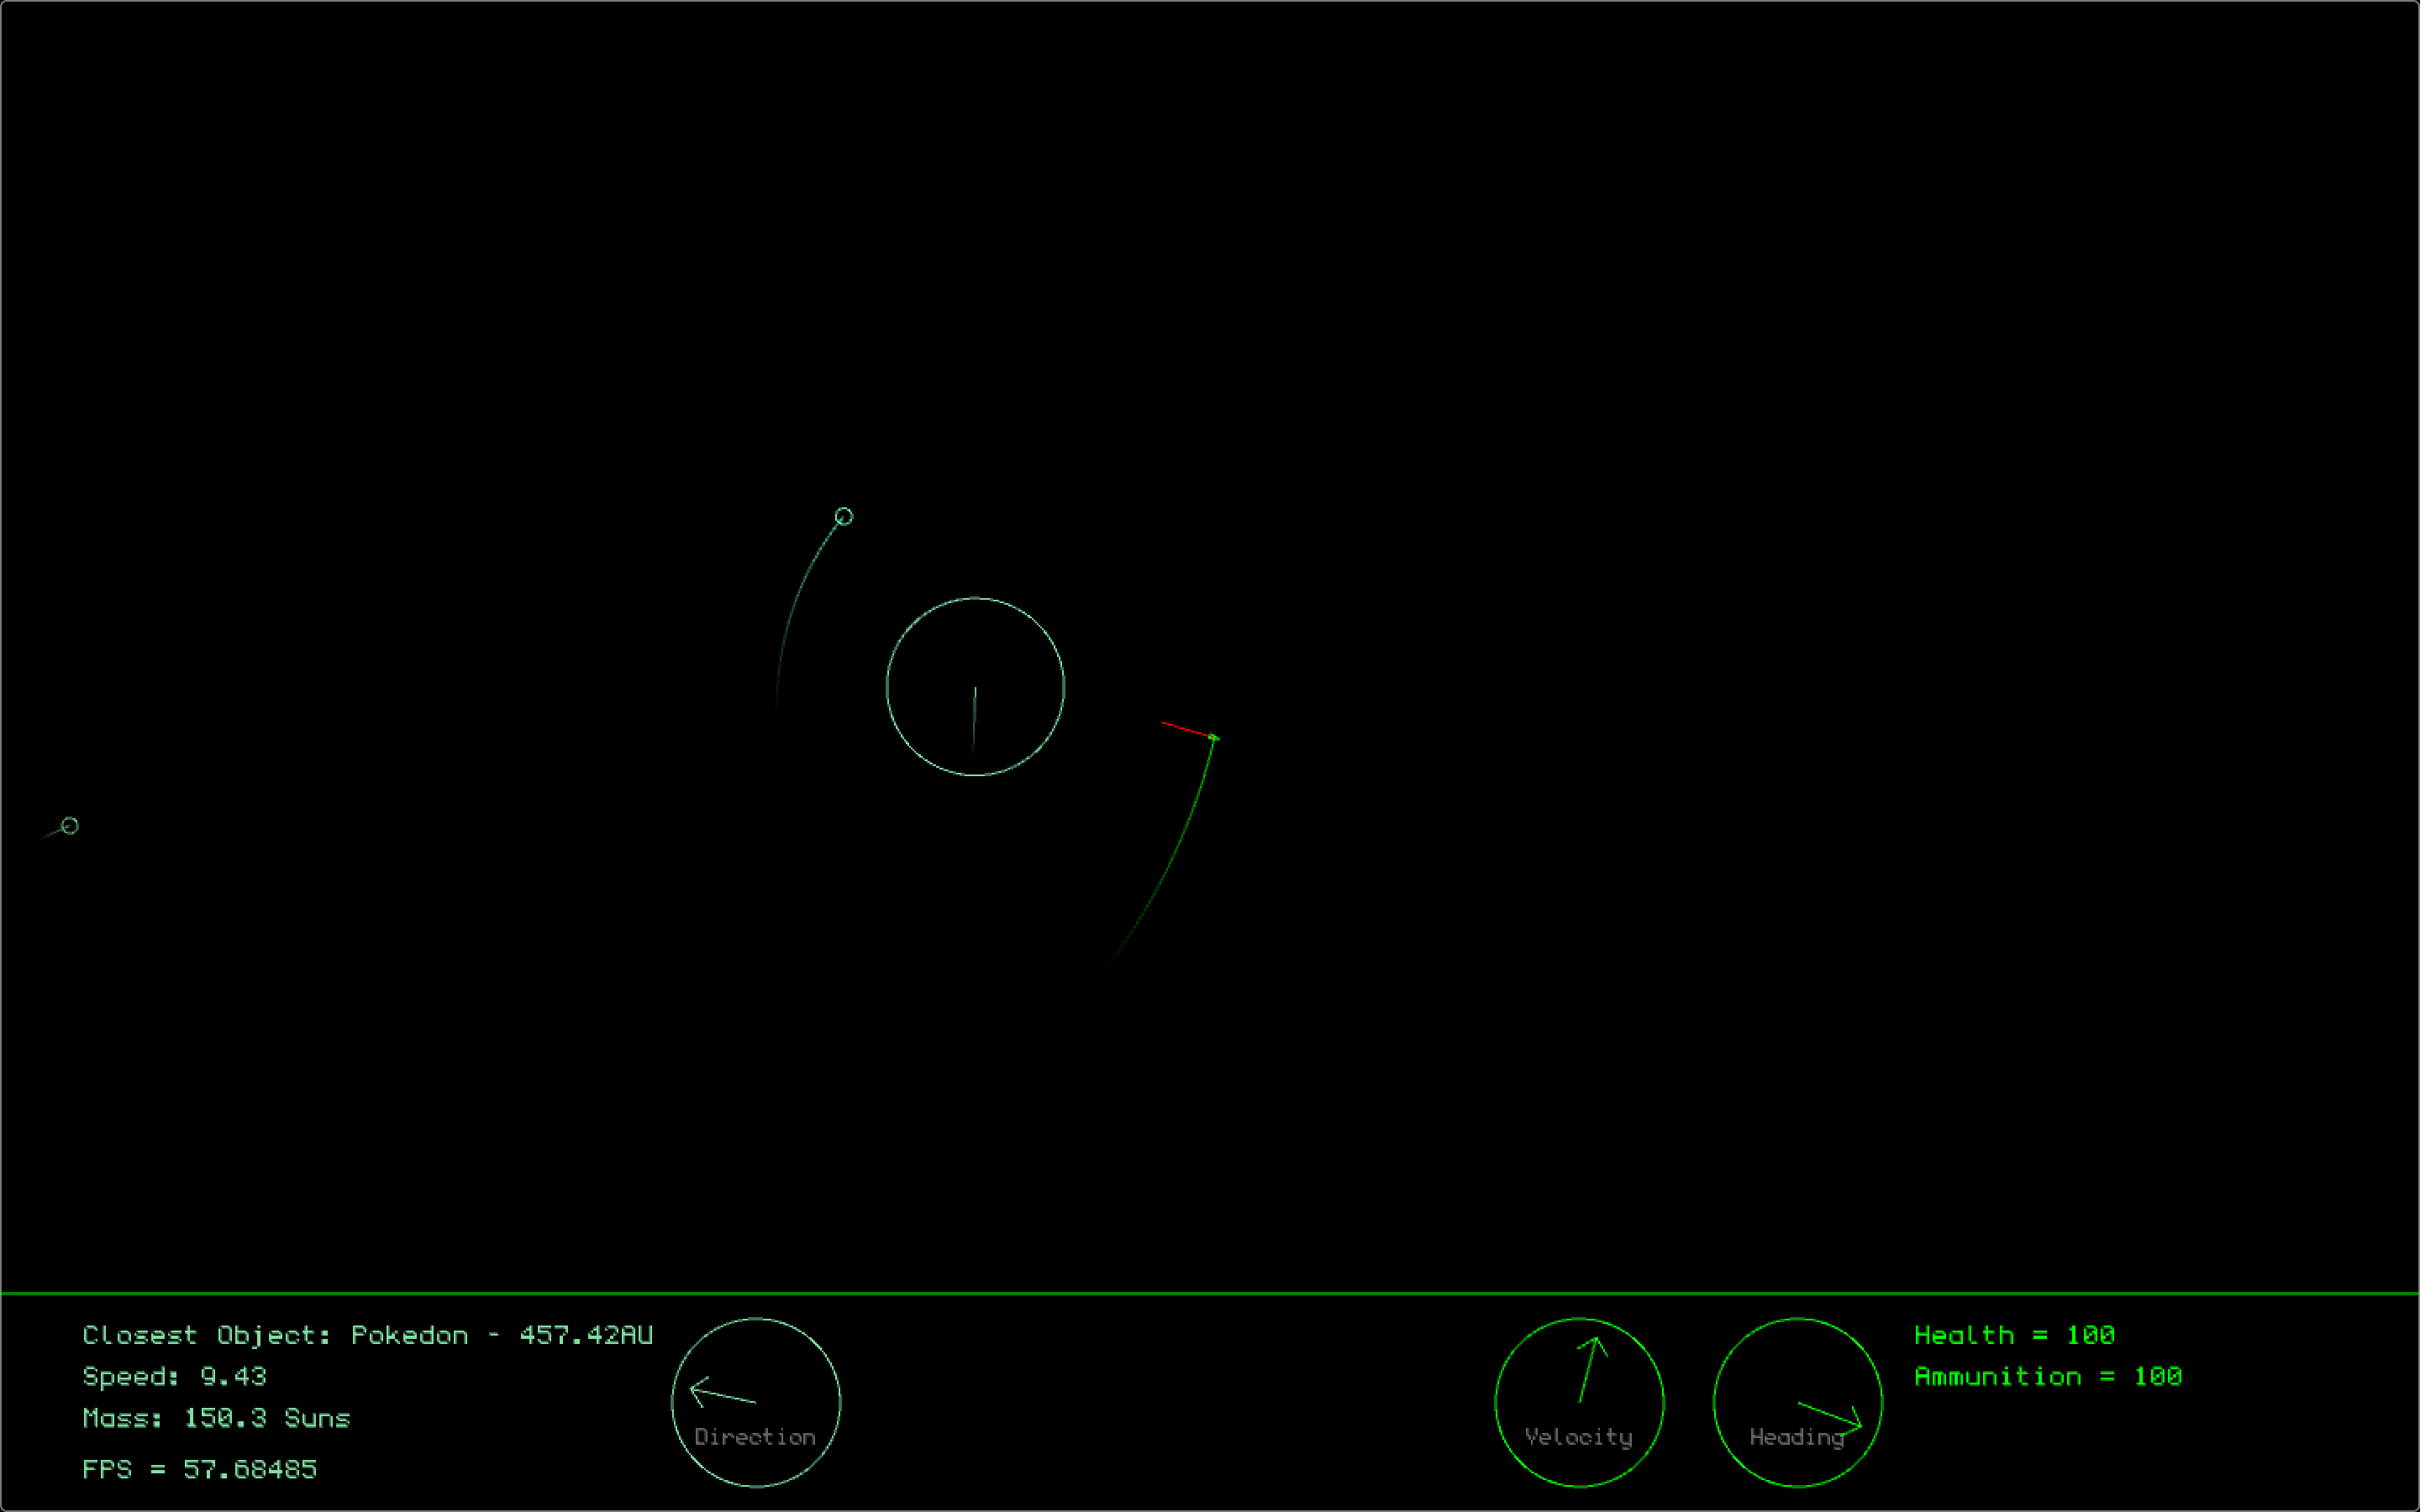 Closest Object: Pokedon - 457.42AU
Speed: 9.43
Mass: 150.3 Suns
FPS = 57.68485
Direction
Velocity
Heading
Health = 100
Ammunition = 100